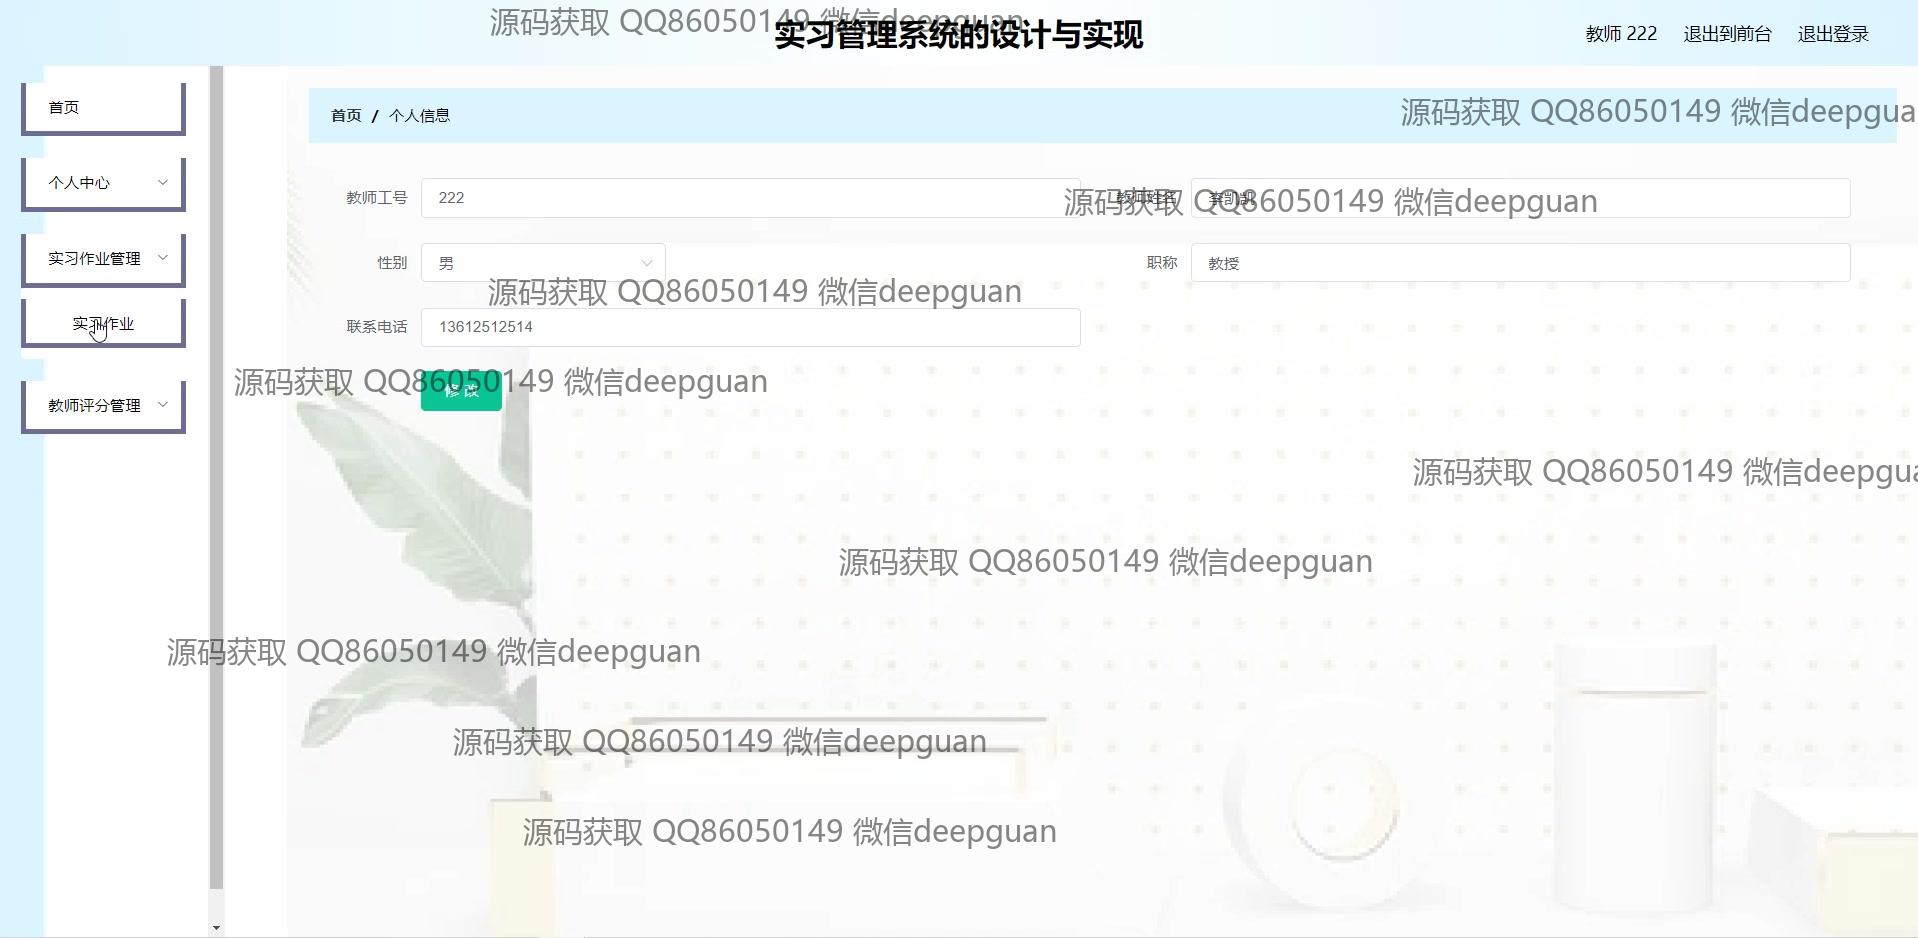 源码获取 QQ86050149 微信deepguan
实习管理系统的设计与实现
教师 222 退出到前台 退出登录
首页
个人中心
实习作业管理
实习作业
教师评分管理
首页 / 个人信息
源码获取 QQ86050149 微信deepgua
教师工号 222
教师姓名 李凯凯
源码获取 QQ86050149 微信deepguan
性别 男
职称 教授
源码获取 QQ86050149 微信deepguan
联系电话 13612512514
源码获取 QQ86050149 微信deepguan
修改
源码获取 QQ86050149 微信deepgua
源码获取 QQ86050149 微信deepguan
源码获取 QQ86050149 微信deepguan
源码获取 QQ86050149 微信deepguan
源码获取 QQ86050149 微信deepguan